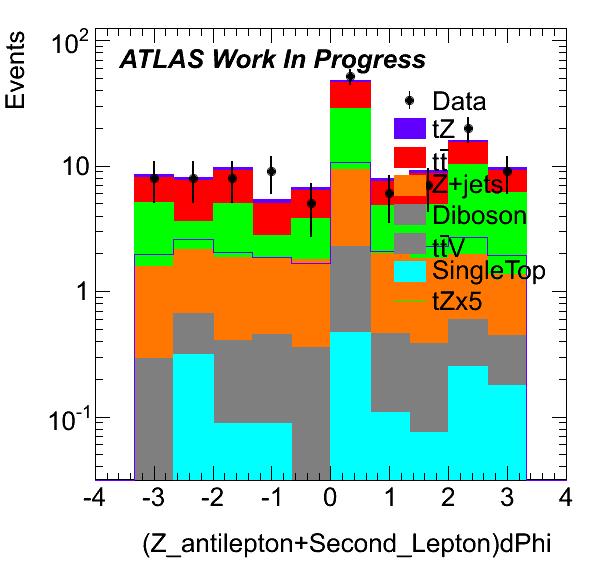 Events
10²
10
1
10⁻¹
ATLAS Work In Progress
Data
tZ
tt̄
Z+jets
Diboson
tt̄V
SingleTop
tZx5
-4 -3 -2 -1 0 1 2 3 4
(Z_antilepton+Second_Lepton)dPhi